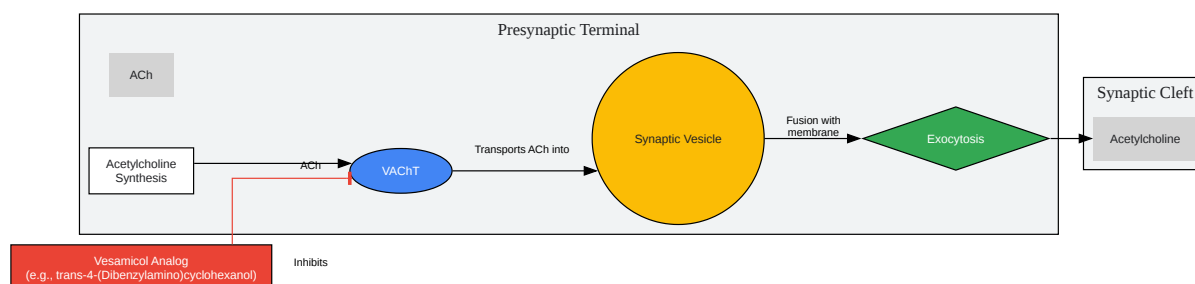 Presynaptic Terminal
ACh
Acetylcholine
Synthesis
ACh
VAChT
Transports ACh into
Synaptic Vesicle
Fusion with
membrane
Exocytosis
Synaptic Cleft
Acetylcholine
Vesamicol Analog
(e.g., trans-4-(Dibenzylamino)cyclohexanol)
Inhibits